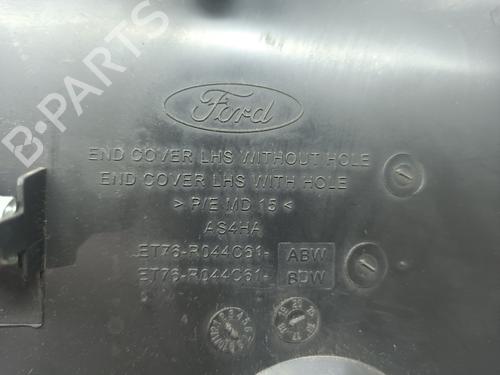 B-PARTS
Ford
END COVER LHS WITHOUT HOLE
END COVER LHS WITH HOLE
> P/E MD 15 <
AS4HA
ET76-R044C61- ABW
ET76-R044C61- BDW